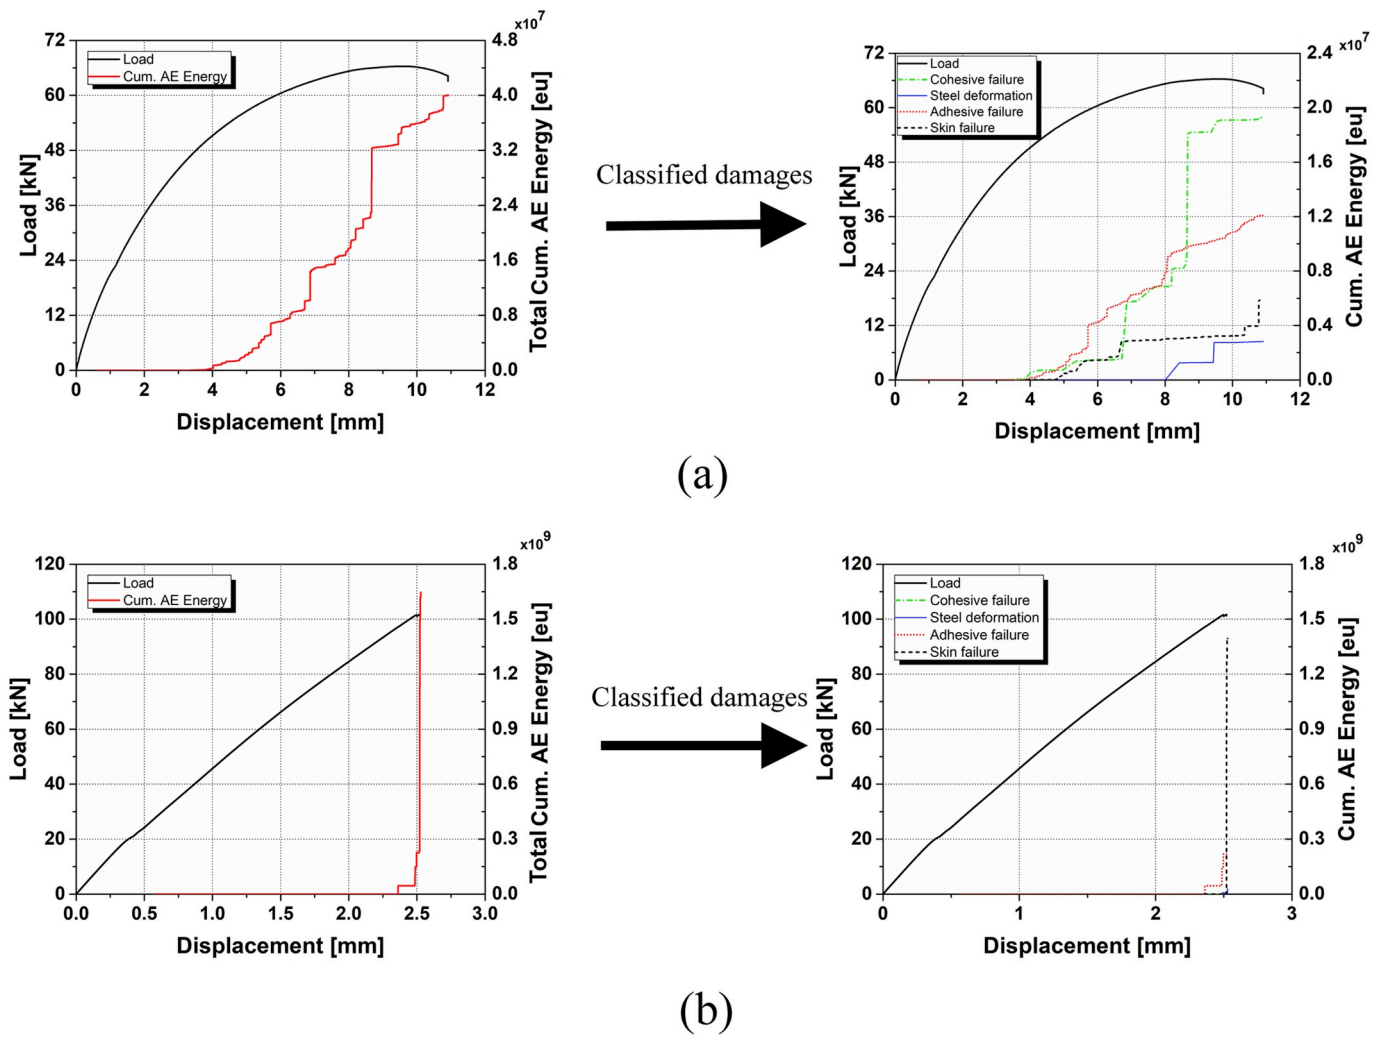 x10⁷
72
60
48
36
24
12
0
Load [kN]
Load
Cum. AE Energy
4.8
4.0
3.2
2.4
1.6
0.8
0.0
Total Cum. AE Energy [eu]
0 2 4 6 8 10 12
Displacement [mm]
Classified damages
x10⁷
72
60
48
36
24
12
0
Load [kN]
Load
Cohesive failure
Steel deformation
Adhesive failure
Skin failure
2.4
2.0
1.6
1.2
0.8
0.4
0.0
Cum. AE Energy [eu]
0 2 4 6 8 10 12
Displacement [mm]
(a)
x10⁹
120
100
80
60
40
20
0
Load [kN]
Load
Cum. AE Energy
1.8
1.5
1.2
0.9
0.6
0.3
0.0
Total Cum. AE Energy [eu]
0.0 0.5 1.0 1.5 2.0 2.5 3.0
Displacement [mm]
Classified damages
x10⁹
120
100
80
60
40
20
0
Load [kN]
Load
Cohesive failure
Steel deformation
Adhesive failure
Skin failure
1.8
1.5
1.2
0.9
0.6
0.3
0.0
Cum. AE Energy [eu]
0 1 2 3
Displacement [mm]
(b)